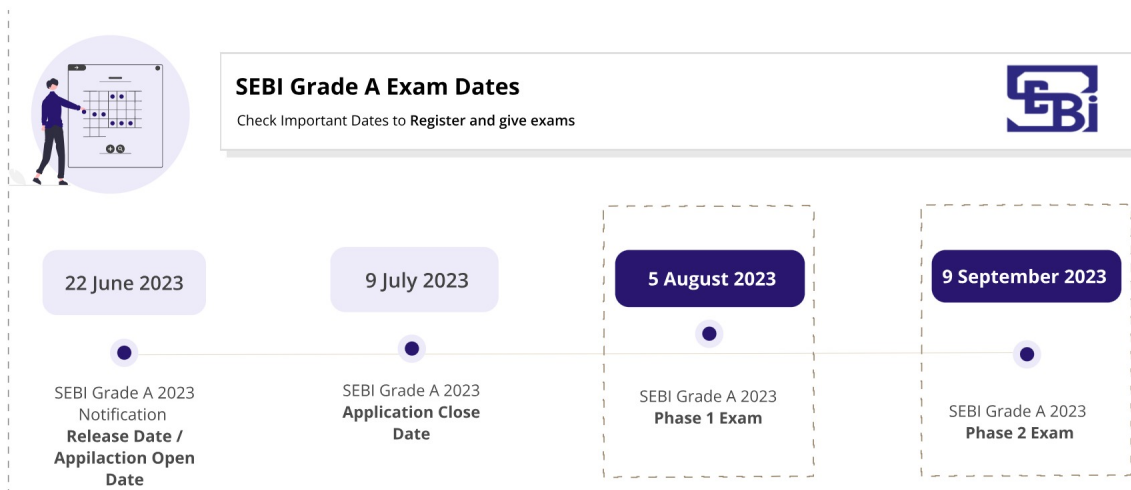 SEBI Grade A Exam Dates
Check Important Dates to Register and give exams
SEBi
22 June 2023
9 July 2023
5 August 2023
9 September 2023
SEBI Grade A 2023
Notification
Release Date /
Appilaction Open
Date
SEBI Grade A 2023
Application Close
Date
SEBI Grade A 2023
Phase 1 Exam
SEBI Grade A 2023
Phase 2 Exam